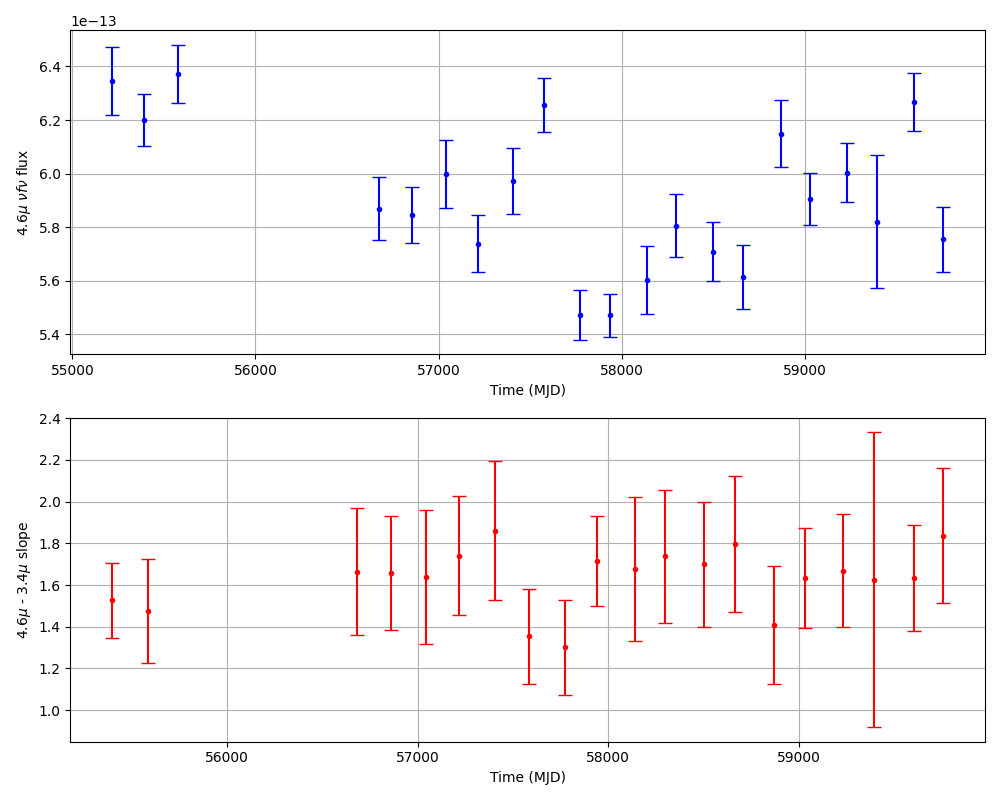 1e−13
6.4
6.2
6.0
5.8
5.6
5.4
4.6μ νfν flux
55000 56000 57000 58000 59000
Time (MJD)
2.4
2.2
2.0
1.8
1.6
1.4
1.2
1.0
4.6μ - 3.4μ slope
56000 57000 58000 59000
Time (MJD)